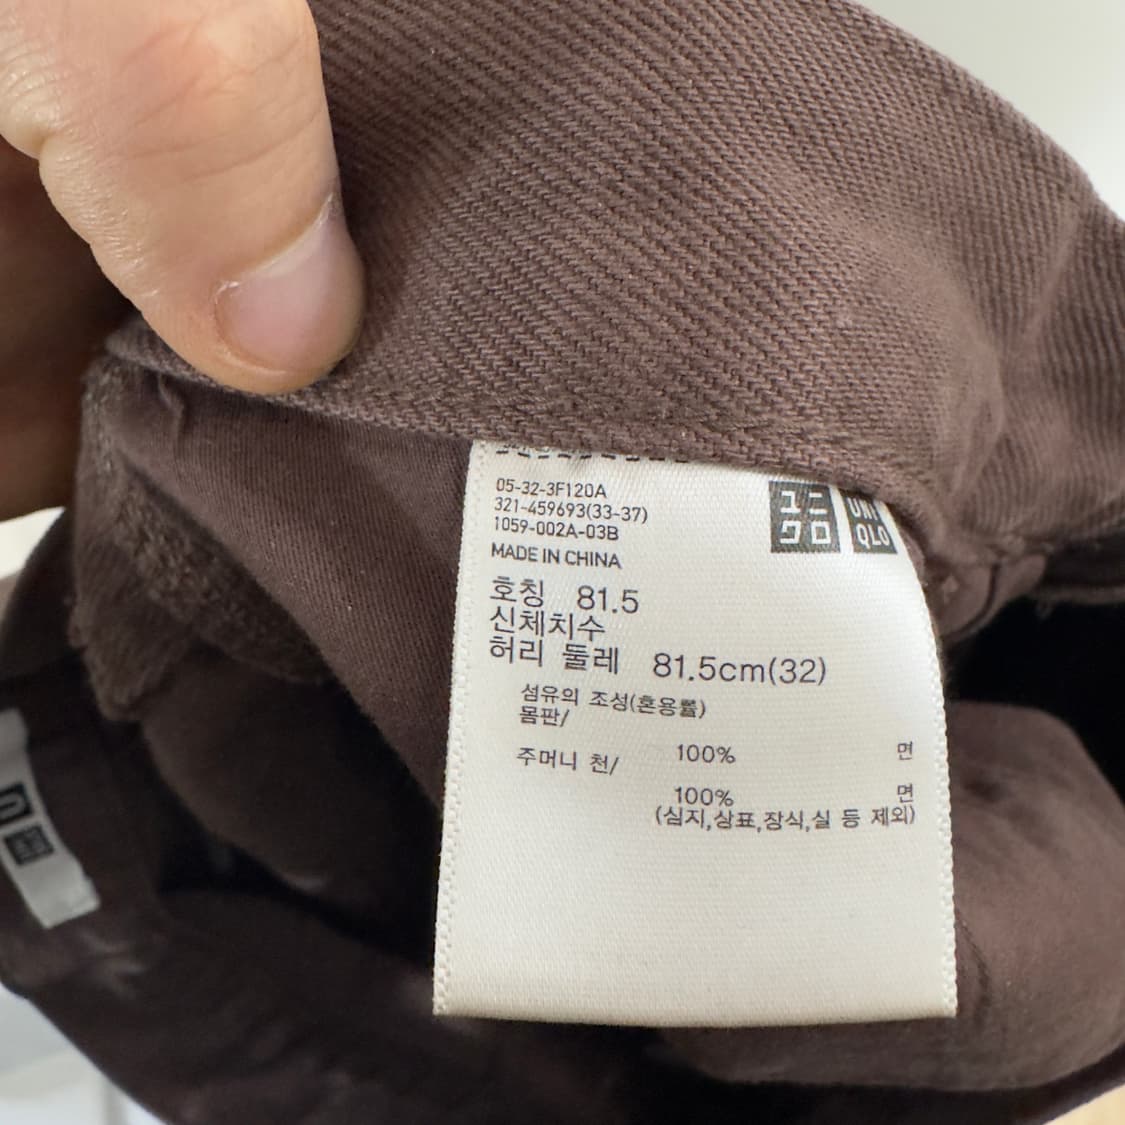 05-32-3F120A
321-459693(33-37)
1059-002A-03B
MADE IN CHINA
ユニ
クロ
UNI
QLO
호칭 81.5
신체치수
허리 둘레 81.5cm(32)
섬유의 조성(혼용률)
몸판/
100% 면
주머니 천/
100% 면
(심지,상표,장식,실 등 제외)